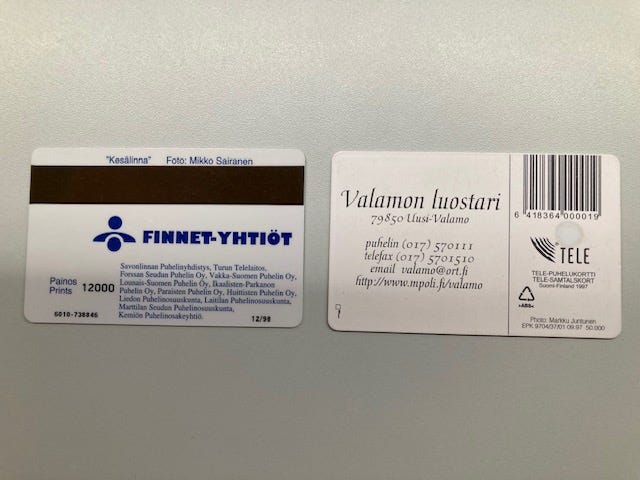 "Kesälinna" Foto: Mikko Sairanen
FINNET-YHTIÖT
Painos
Prints 12000
Savonlinnan Puhelinyhdistys, Turun Telelaitos,
Forssan Seudun Puhelin Oy, Vakka-Suomen Puhelin Oy,
Lounais-Suomen Puhelin Oy, Ikaalisten-Parkanon
Puhelin Oy, Paraisten Puhelin Oy, Huittisten Puhelin Oy,
Liedon Puhelinosuuskunta, Laitilan Puhelinosuuskunta,
Marttilan Seudun Puhelinosuuskunta,
Kemiön Puhelinosakeyhtiö.
6010-738846
12/98
Valamon luostari
79850 Uusi-Valamo
puhelin (017) 570111
telefax (017) 5701510
email valamo@ort.fi
http://www.mpoli.fi/valamo
6 418364 000019
TELE
TELE-PUHELUKORTTI
TELE-SAMTALSKORT
Suomi-Finland 1997
>ABS<
Photo: Markku Juntunen
EPK 9704/37/01 09.97 50.000